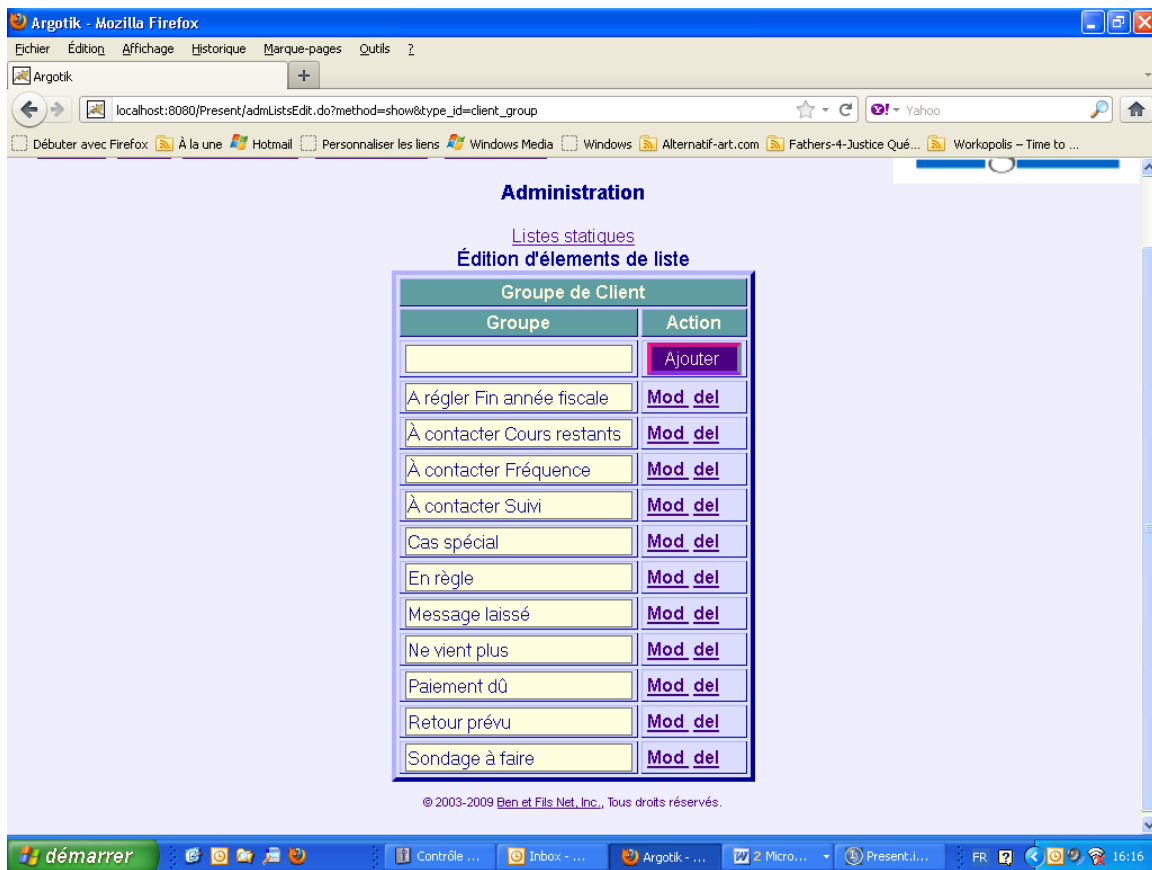 Argotik - Mozilla Firefox
Fichier Édition Affichage Historique Marque-pages Outils ?
Argotik +
localhost:8080/Present/admListsEdit.do?method=show&type_id=client_group Yahoo
Débuter avec Firefox À la une Hotmail Personnaliser les liens Windows Media Windows Alternatif-art.com Fathers-4-Justice Qué... Workopolis – Time to ...
Administration
Listes statiques
Édition d'élements de liste
Groupe de Client
Groupe Action
Ajouter
A régler Fin année fiscale Mod del
À contacter Cours restants Mod del
À contacter Fréquence Mod del
À contacter Suivi Mod del
Cas spécial Mod del
En règle Mod del
Message laissé Mod del
Ne vient plus Mod del
Paiement dû Mod del
Retour prévu Mod del
Sondage à faire Mod del
© 2003-2009 Ben et Fils Net, Inc., Tous droits réservés.
démarrer Contrôle ... Inbox - ... Argotik - ... 2 Micro... Present.i... FR ? 16:16